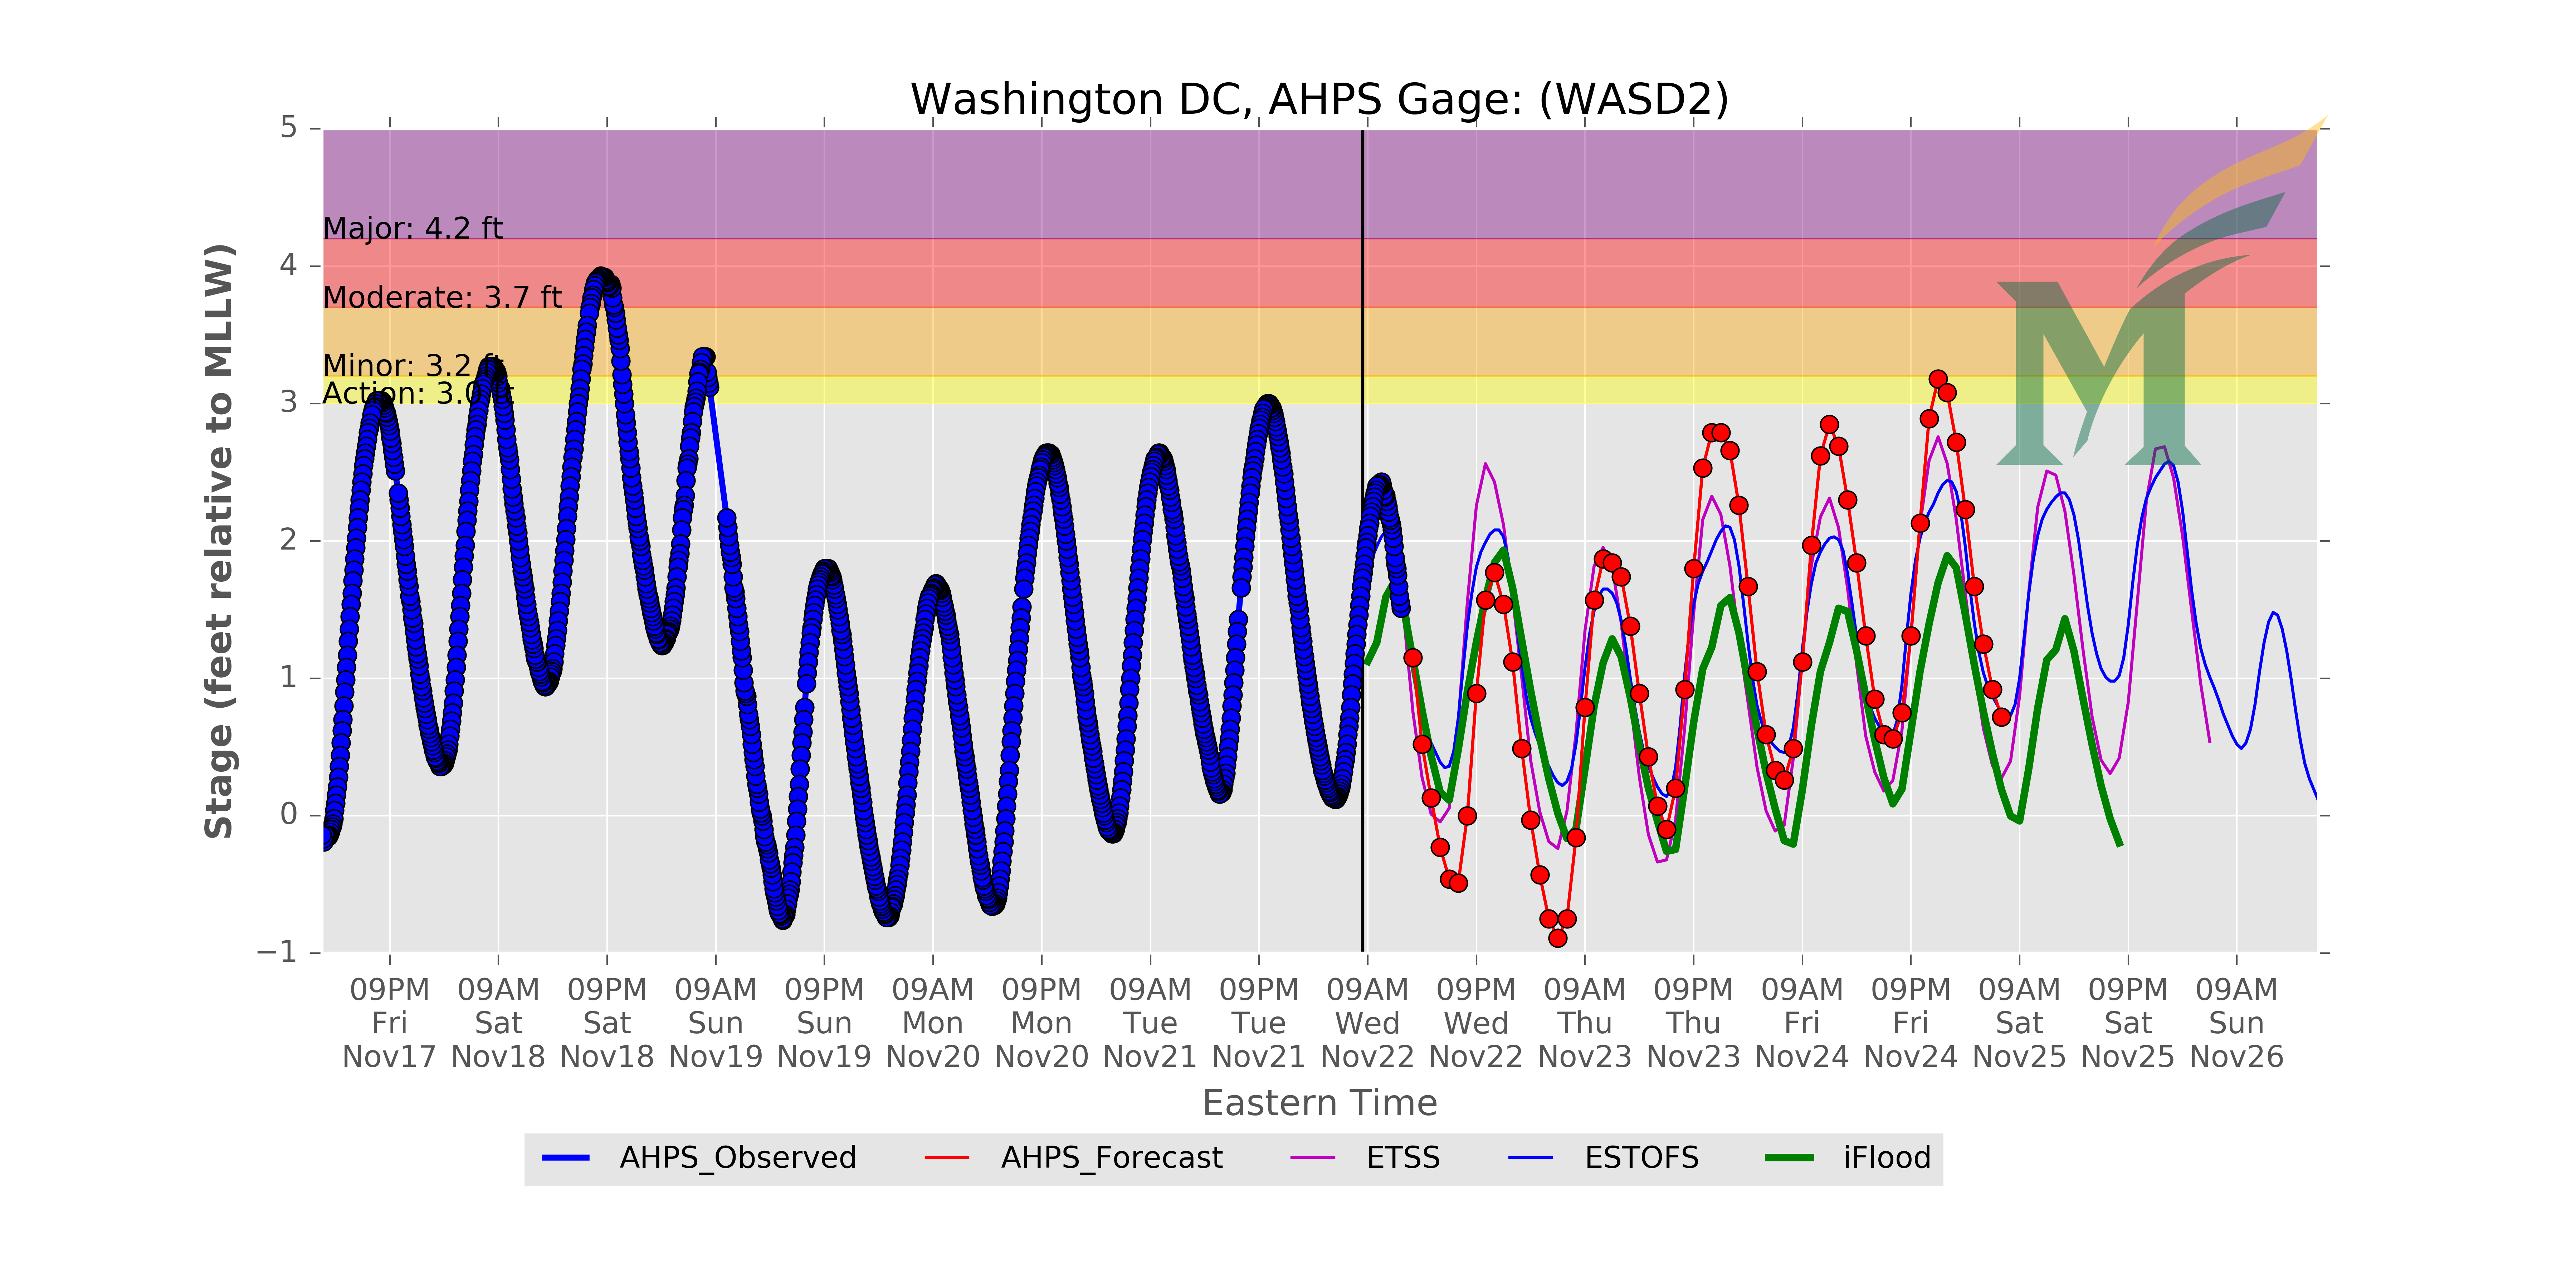 Washington DC, AHPS Gage: (WASD2)
Stage (feet relative to MLLW)
5
4
3
2
1
0
−1
Major: 4.2 ft
Moderate: 3.7 ft
Minor: 3.2 ft
Action: 3.0 ft
09PM 09AM 09PM 09AM 09PM 09AM 09PM 09AM 09PM 09AM 09PM 09AM 09PM 09AM 09PM 09AM 09PM 09AM
Fri Sat Sat Sun Sun Mon Mon Tue Tue Wed Wed Thu Thu Fri Fri Sat Sat Sun
Nov17 Nov18 Nov18 Nov19 Nov19 Nov20 Nov20 Nov21 Nov21 Nov22 Nov22 Nov23 Nov23 Nov24 Nov24 Nov25 Nov25 Nov26
Eastern Time
AHPS_Observed AHPS_Forecast ETSS ESTOFS iFlood
M